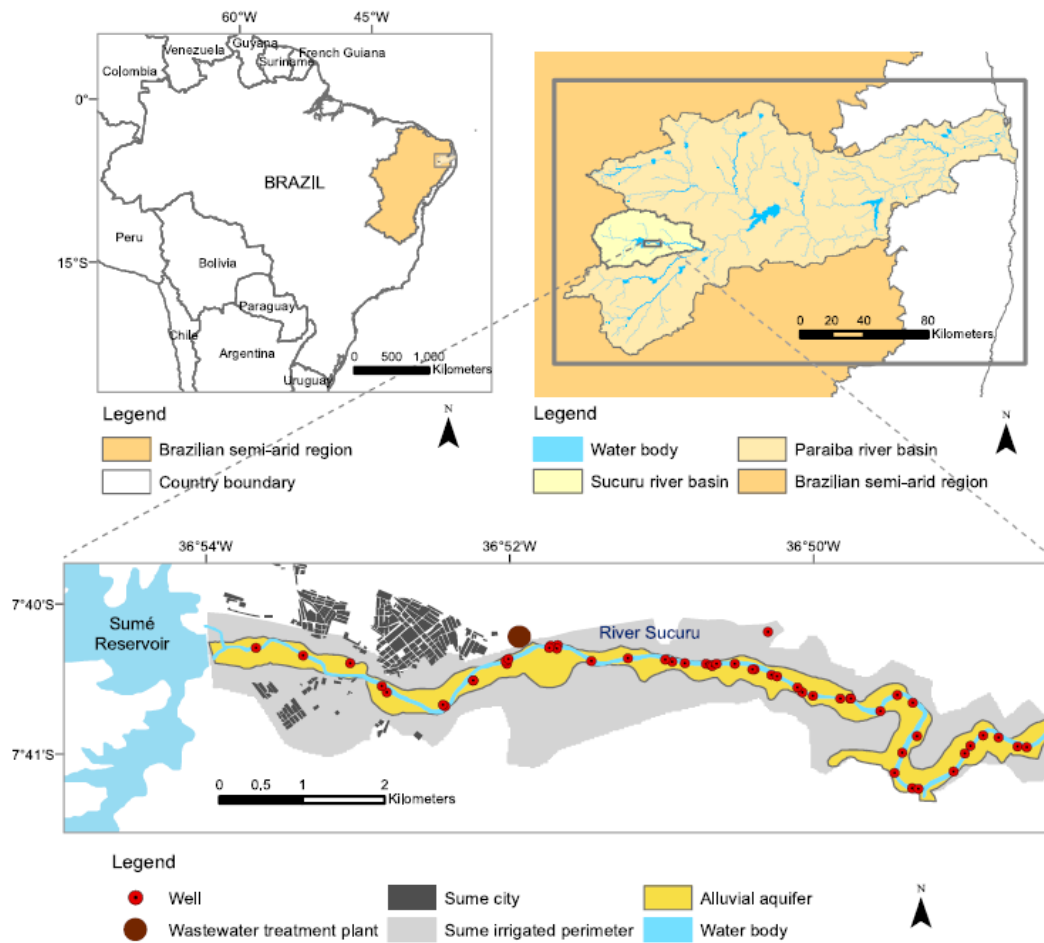 60°W 45°W
Guyana
Venezuela French Guiana
Suriname
Colombia
0°
BRAZIL
Peru
15°S
Bolivia
Paraguay
Chile
Argentina
0 500 1,000
Kilometers
Uruguay
Legend
N
Brazilian semi-arid region
Country boundary
0 20 40 80
Kilometers
Legend
N
Water body
Paraiba river basin
Sucuru river basin
Brazilian semi-arid region
36°54'W 36°52'W 36°50'W
7°40'S
Sumé
Reservoir
River Sucuru
7°41'S
0 0,5 1 2
Kilometers
Legend
Well
Sume city
Alluvial aquifer
N
Wastewater treatment plant
Sume irrigated perimeter
Water body